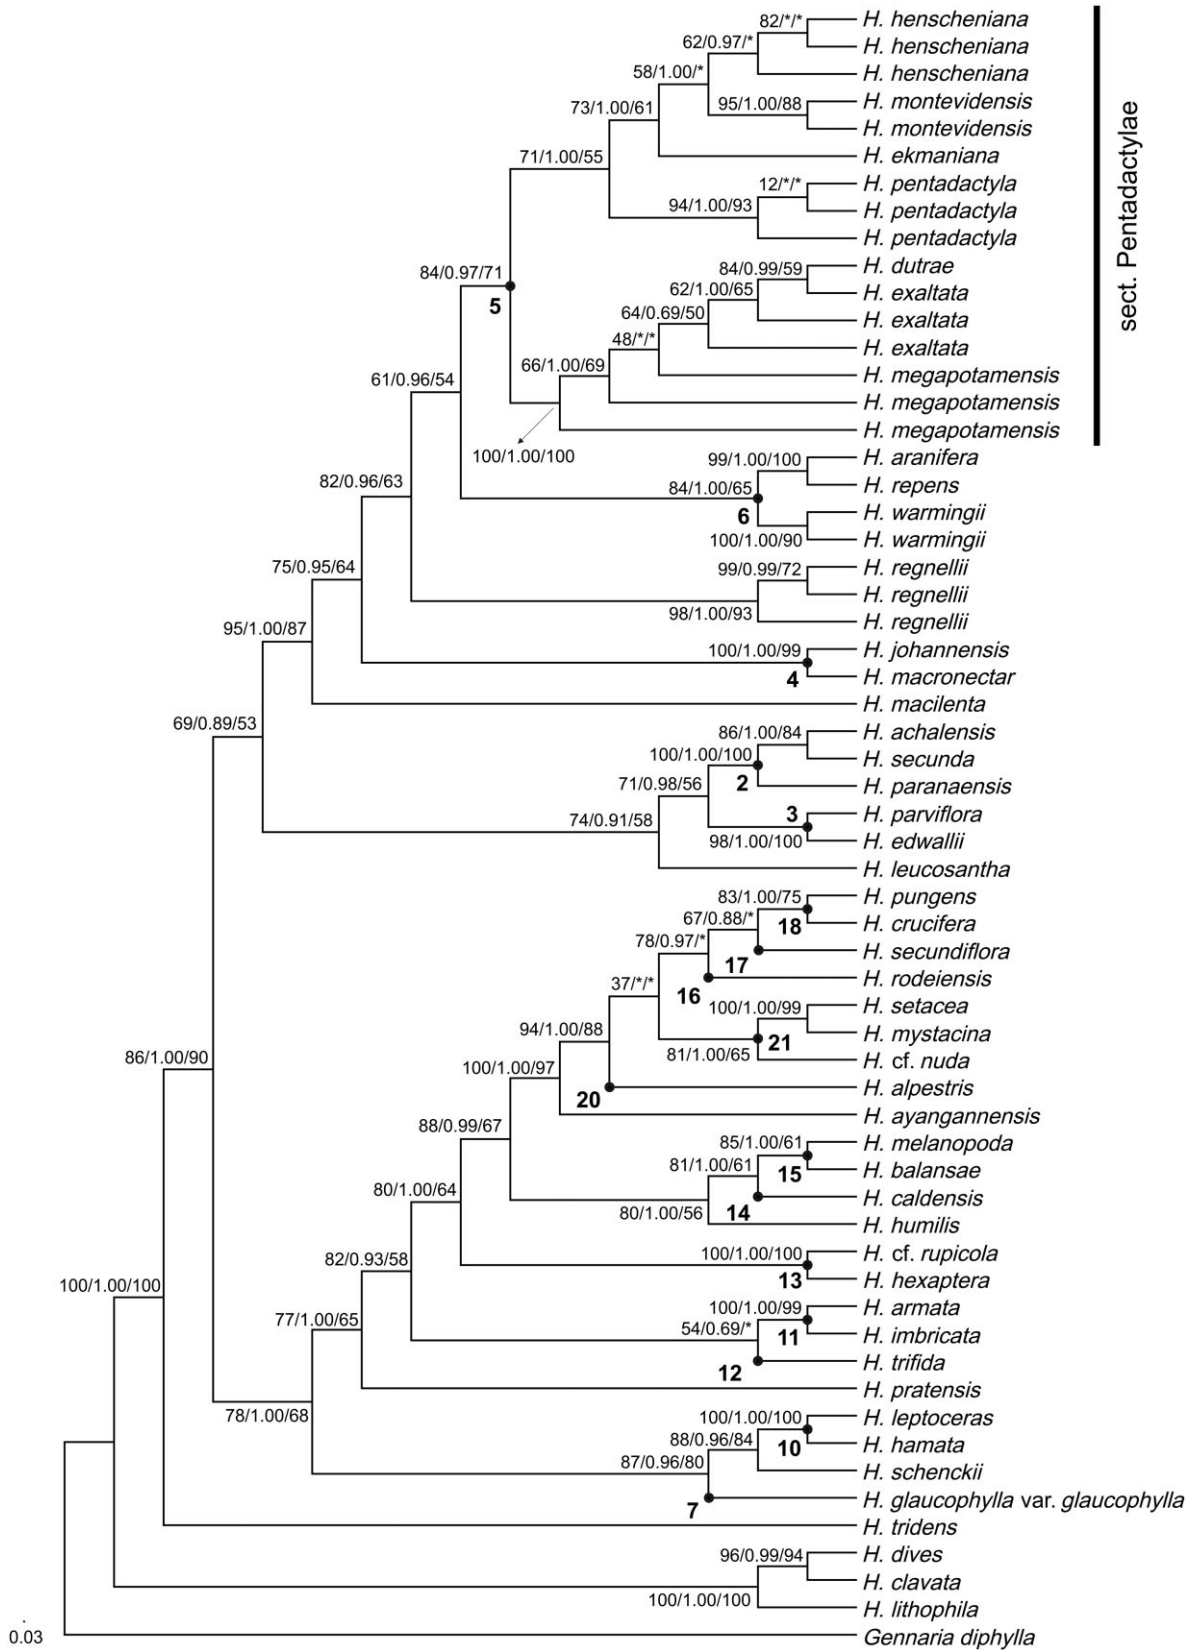 82/*/*
H. henscheniana
62/0.97/*
H. henscheniana
58/1.00/*
H. henscheniana
95/1.00/88
H. montevidensis
73/1.00/61
H. montevidensis
71/1.00/55
H. ekmaniana
12/*/*
H. pentadactyla
94/1.00/93
H. pentadactyla
H. pentadactyla
sect. Pentadactylae
84/0.97/71
84/0.99/59
H. dutrae
5
62/1.00/65
H. exaltata
64/0.69/50
H. exaltata
48/*/*
H. exaltata
66/1.00/69
H. megapotamensis
61/0.96/54
H. megapotamensis
H. megapotamensis
100/1.00/100
99/1.00/100
H. aranifera
82/0.96/63
84/1.00/65
H. repens
6
H. warmingii
100/1.00/90
H. warmingii
75/0.95/64
99/0.99/72
H. regnellii
H. regnellii
98/1.00/93
H. regnellii
95/1.00/87
100/1.00/99
H. johannensis
4
H. macronectar
H. macilenta
69/0.89/53
86/1.00/84
H. achalensis
100/1.00/100
H. secunda
2
H. paranaensis
71/0.98/56
3
H. parviflora
74/0.91/58
98/1.00/100
H. edwallii
H. leucosantha
83/1.00/75
H. pungens
67/0.88/*
18
H. crucifera
78/0.97/*
17
H. secundiflora
37/*/*
16
H. rodeiensis
100/1.00/99
H. setacea
94/1.00/88
21
H. mystacina
86/1.00/90
81/1.00/65
H. cf. nuda
100/1.00/97
20
H. alpestris
H. ayangannensis
88/0.99/67
85/1.00/61
H. melanopoda
81/1.00/61
15
H. balansae
80/1.00/64
14
H. caldensis
80/1.00/56
H. humilis
82/0.93/58
100/1.00/100
H. cf. rupicola
13
H. hexaptera
100/1.00/100
77/1.00/65
100/1.00/99
H. armata
54/0.69/*
11
H. imbricata
12
H. trifida
H. pratensis
78/1.00/68
100/1.00/100
H. leptoceras
88/0.96/84
10
H. hamata
87/0.96/80
H. schenckii
7
H. glaucophylla var. glaucophylla
H. tridens
96/0.99/94
H. dives
H. clavata
100/1.00/100
H. lithophila
0.03
Gennaria diphylla